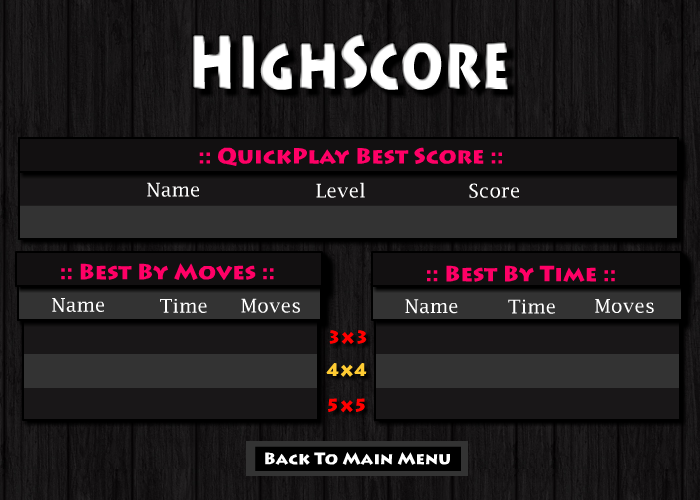 HighScore
:: QuickPlay Best Score ::
Name Level Score
:: Best By Moves ::
Name Time Moves
:: Best By Time ::
Name Time Moves
3x3
4x4
5x5
Back To Main Menu